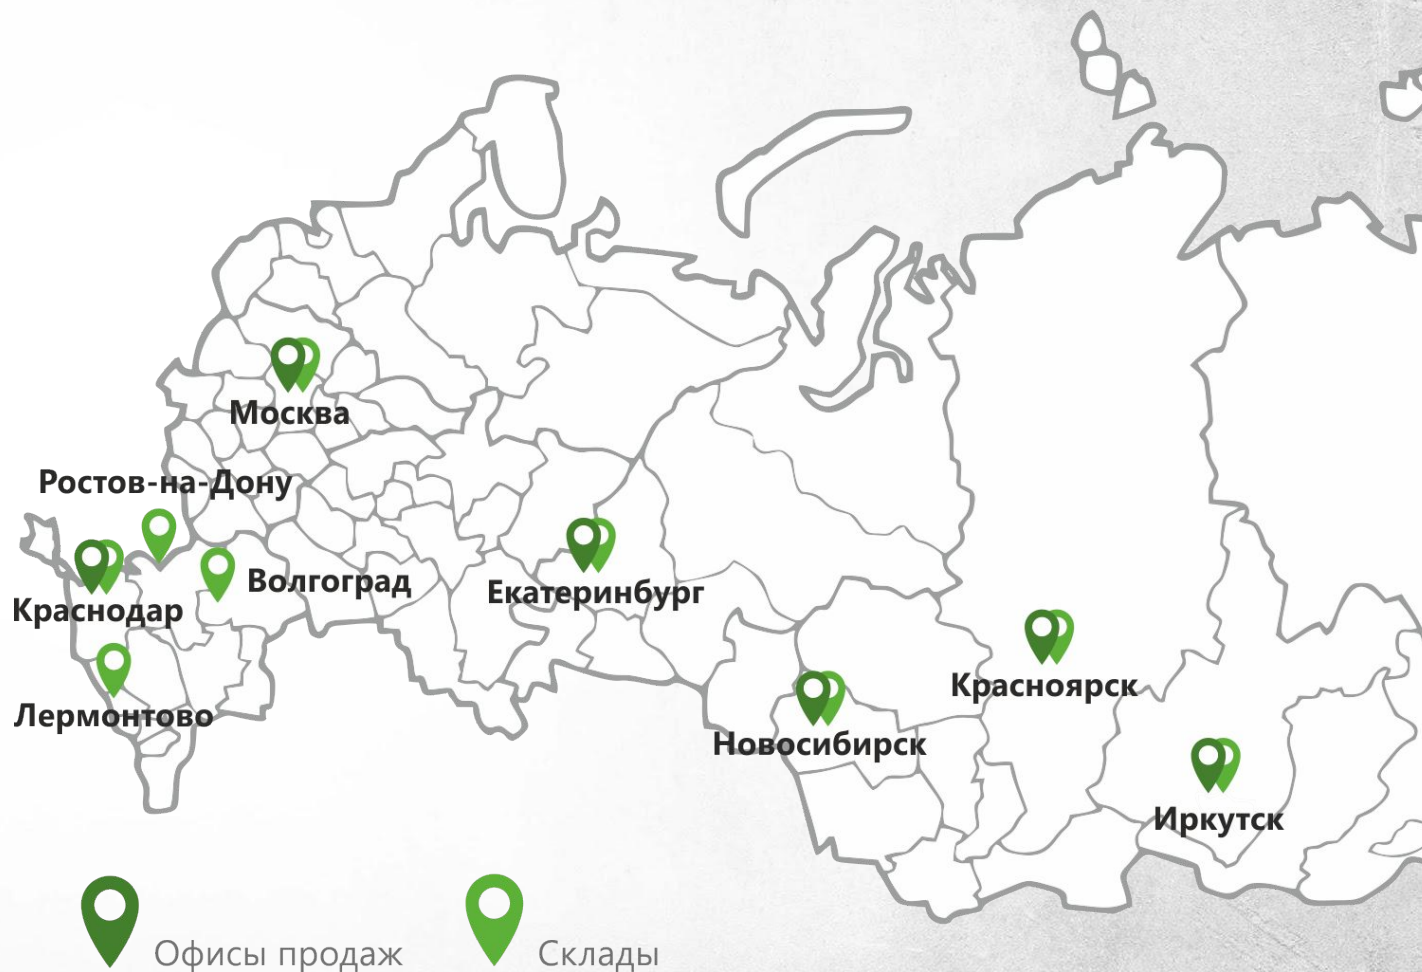 Москва
Ростов-на-Дону
Волгоград
Краснодар
Екатеринбург
Лермонтово
Красноярск
Новосибирск
Иркутск
Офисы продаж
Склады